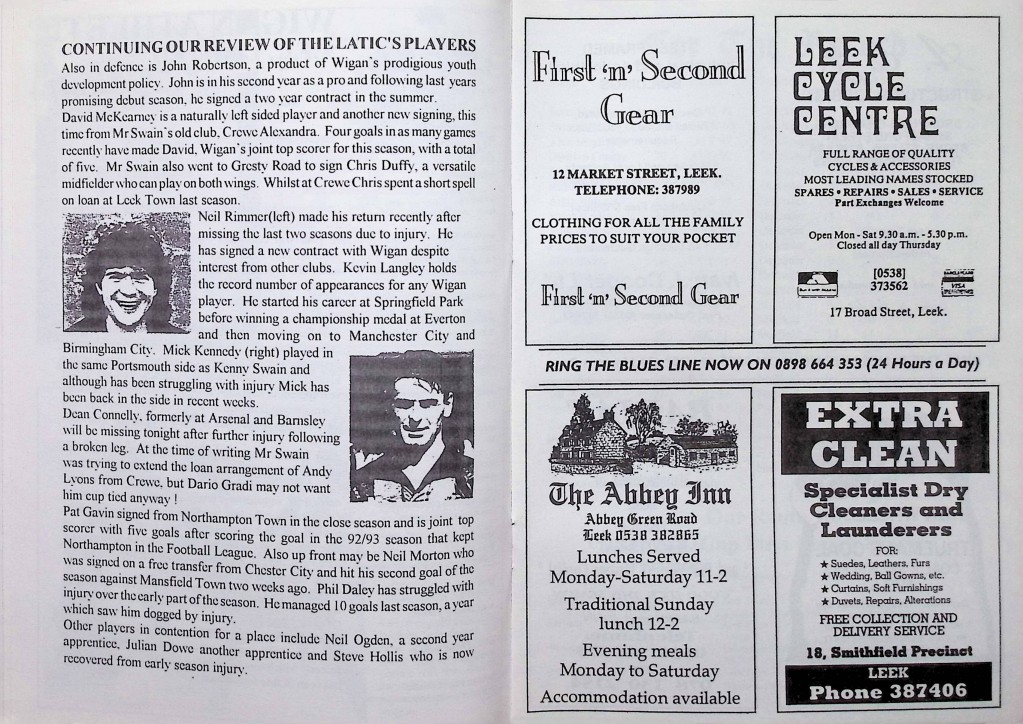 CONTINUING OUR REVIEW OF THE LATIC'S PLAYERS
Also in defence is John Robertson, a product of Wigan's prodigious youth
development policy. John is in his second year as a pro and following last years
promising debut season, he signed a two year contract in the summer.
David McKearney is a naturally left sided player and another new signing, this
time from Mr Swain's old club, Crewe Alexandra. Four goals in as many games
recently have made David, Wigan's joint top scorer for this season, with a total
of five. Mr Swain also went to Gresty Road to sign Chris Duffy, a versatile
midfielder who can play on both wings. Whilst at Crewe Chris spent a short spell
on loan at Leek Town last season.
Neil Rimmer(left) made his return recently after
missing the last two seasons due to injury. He
has signed a new contract with Wigan despite
interest from other clubs. Kevin Langley holds
the record number of appearances for any Wigan
player. He started his career at Springfield Park
before winning a championship medal at Everton
and then moving on to Manchester City and
Birmingham City. Mick Kennedy (right) played in
the same Portsmouth side as Kenny Swain and
although has been struggling with injury Mick has
been back in the side in recent weeks.
Dean Connelly, formerly at Arsenal and Barnsley
will be missing tonight after further injury following
a broken leg. At the time of writing Mr Swain
was trying to extend the loan arrangement of Andy
Lyons from Crewe, but Dario Gradi may not want
him cup tied anyway !
Pat Gavin signed from Northampton Town in the close season and is joint top
scorer with five goals after scoring the goal in the 92/93 season that kept
Northampton in the Football League. Also up front may be Neil Morton who
was signed on a free transfer from Chester City and hit his second goal of the
season against Mansfield Town two weeks ago. Phil Daley has struggled with
injury over the early part of the season. He managed 10 goals last season, a year
which saw him dogged by injury.
Other players in contention for a place include Neil Ogden, a second year
apprentice, Julian Dowe another apprentice and Steve Hollis who is now
recovered from early season injury.
First 'n' Second
Gear
12 MARKET STREET, LEEK.
TELEPHONE: 387989
CLOTHING FOR ALL THE FAMILY
PRICES TO SUIT YOUR POCKET
First 'n' Second Gear
LEEK
CYCLE
CENTRE
FULL RANGE OF QUALITY
CYCLES & ACCESSORIES
MOST LEADING NAMES STOCKED
SPARES • REPAIRS • SALES • SERVICE
Part Exchanges Welcome
Open Mon - Sat 9.30 a.m. - 5.30 p.m.
Closed all day Thursday
[0538]
373562
VISA
17 Broad Street, Leek.
RING THE BLUES LINE NOW ON 0898 664 353 (24 Hours a Day)
The Abbey Inn
Abbey Green Road
Leek 0538 382865
Lunches Served
Monday-Saturday 11-2
Traditional Sunday
lunch 12-2
Evening meals
Monday to Saturday
Accommodation available
EXTRA
CLEAN
Specialist Dry
Cleaners and
Launderers
FOR:
★ Suedes, Leathers, Furs
★ Wedding, Ball Gowns, etc.
★ Curtains, Soft Furnishings
★ Duvets, Repairs, Alterations
FREE COLLECTION AND
DELIVERY SERVICE
18, Smithfield Precinct
LEEK
Phone 387406